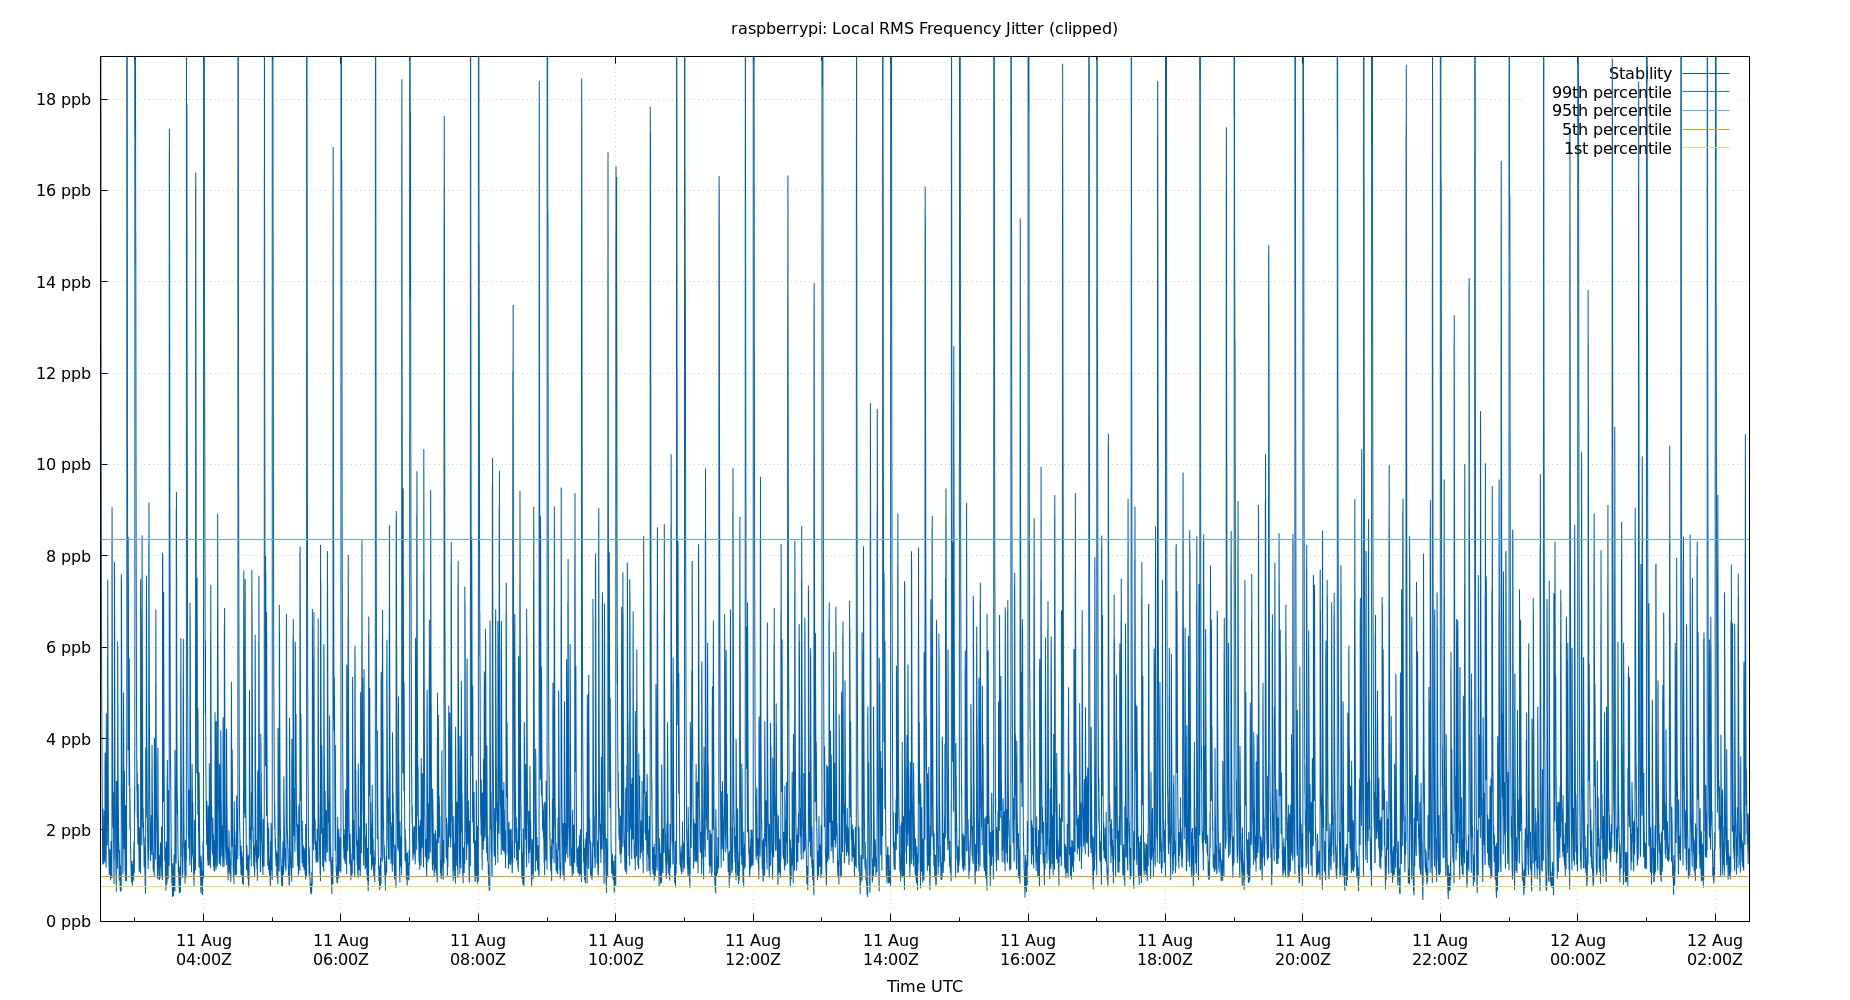 raspberrypi: Local RMS Frequency Jitter (clipped)
Stability
99th percentile
95th percentile
5th percentile
1st percentile
18 ppb
16 ppb
14 ppb
12 ppb
10 ppb
8 ppb
6 ppb
4 ppb
2 ppb
0 ppb
11 Aug 11 Aug 11 Aug 11 Aug 11 Aug 11 Aug 11 Aug 11 Aug 11 Aug 11 Aug 12 Aug 12 Aug
04:00Z 06:00Z 08:00Z 10:00Z 12:00Z 14:00Z 16:00Z 18:00Z 20:00Z 22:00Z 00:00Z 02:00Z
Time UTC